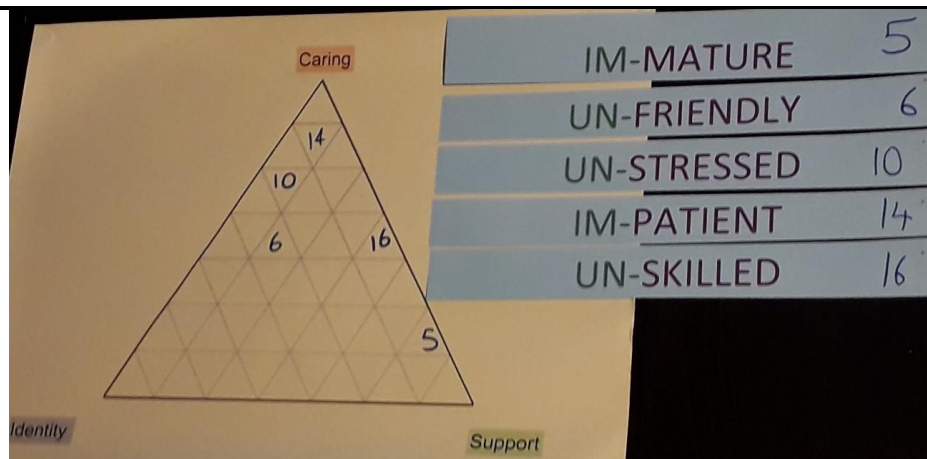 Caring
14
10
6
16
5
Identity
Support
IM-MATURE 5
UN-FRIENDLY 6
UN-STRESSED 10
IM-PATIENT 14
UN-SKILLED 16